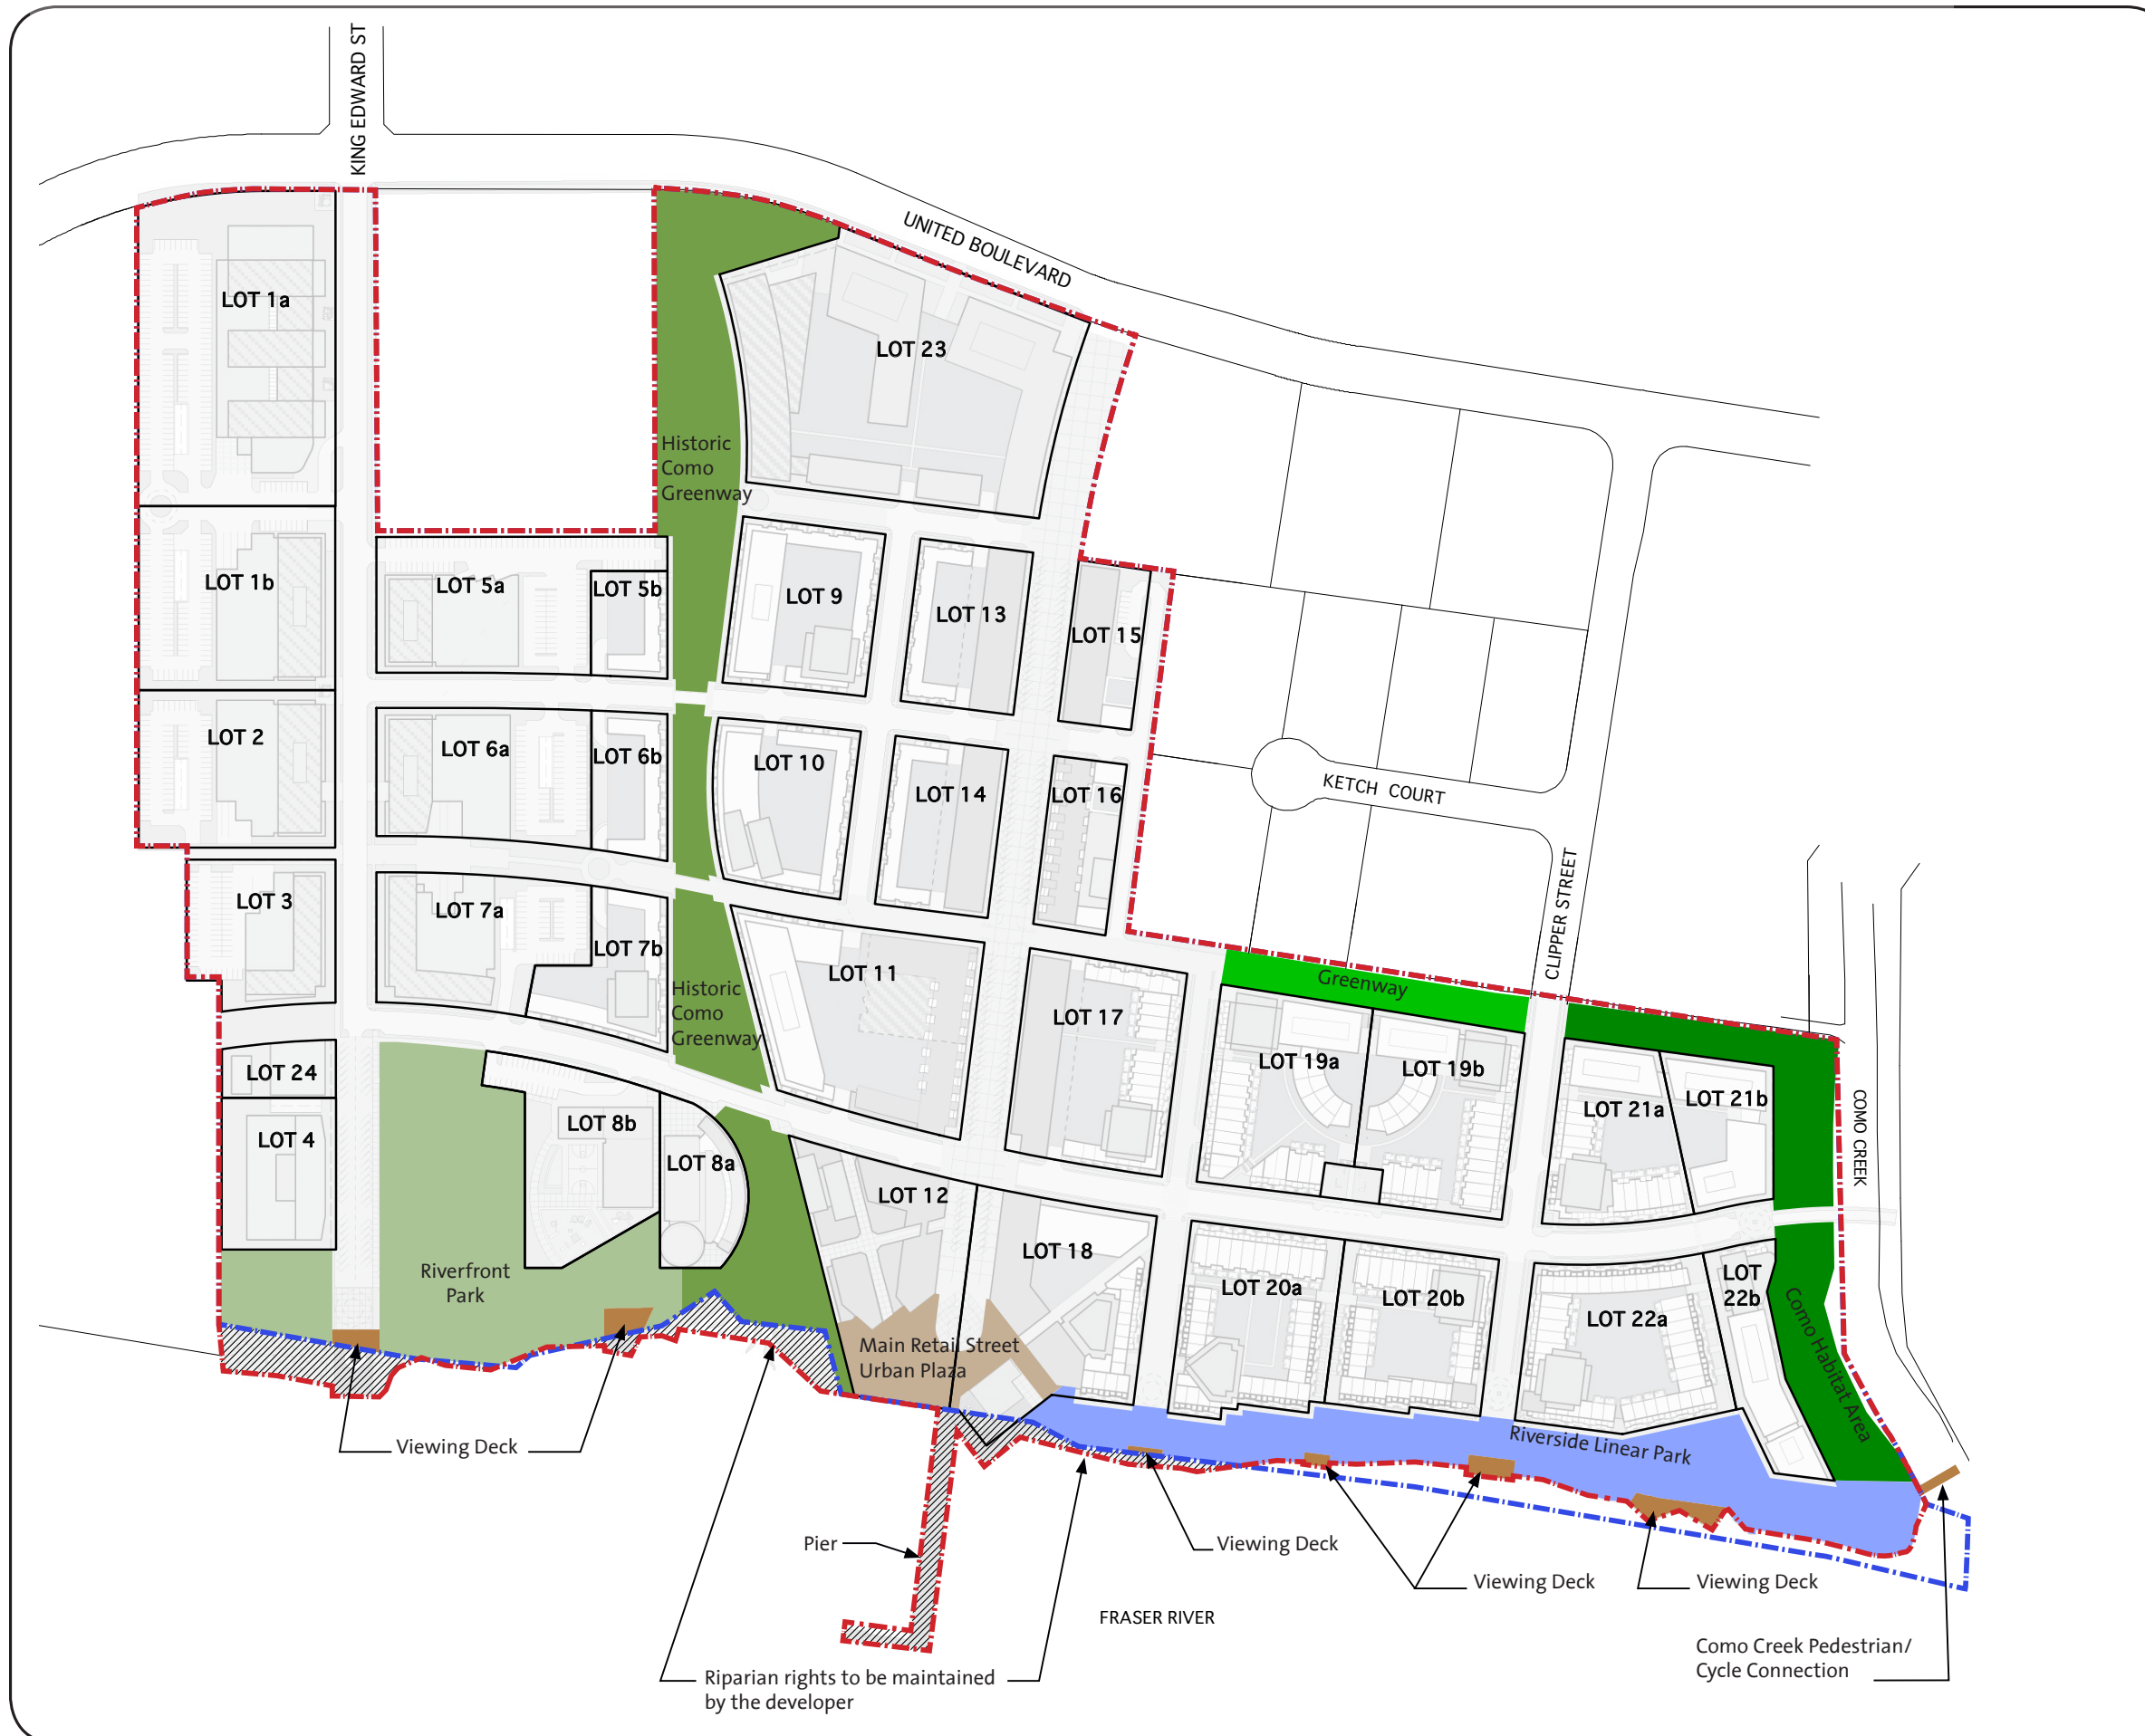 KING EDWARD ST
UNITED BOULEVARD
LOT 1a
LOT 23
Historic
Como
Greenway
LOT 1b
LOT 5a
LOT 5b
LOT 9
LOT 13
LOT 15
LOT 2
LOT 6a
LOT 6b
LOT 10
LOT 14
LOT 16
KETCH COURT
CLIPPER STREET
LOT 3
LOT 7a
LOT 7b
LOT 11
Historic
Como
Greenway
LOT 17
Greenway
LOT 19a
LOT 19b
LOT 21a
LOT 21b
COMO CREEK
LOT 24
LOT 4
LOT 8b
LOT 8a
LOT 12
LOT 18
LOT 20a
LOT 20b
LOT 22a
LOT
22b
Riverfront
Park
Main Retail Street
Urban Plaza
Como Habitat Area
Riverside Linear Park
Viewing Deck
Pier
Viewing Deck
Viewing Deck
Viewing Deck
FRASER RIVER
Riparian rights to be maintained
by the developer
Como Creek Pedestrian/
Cycle Connection